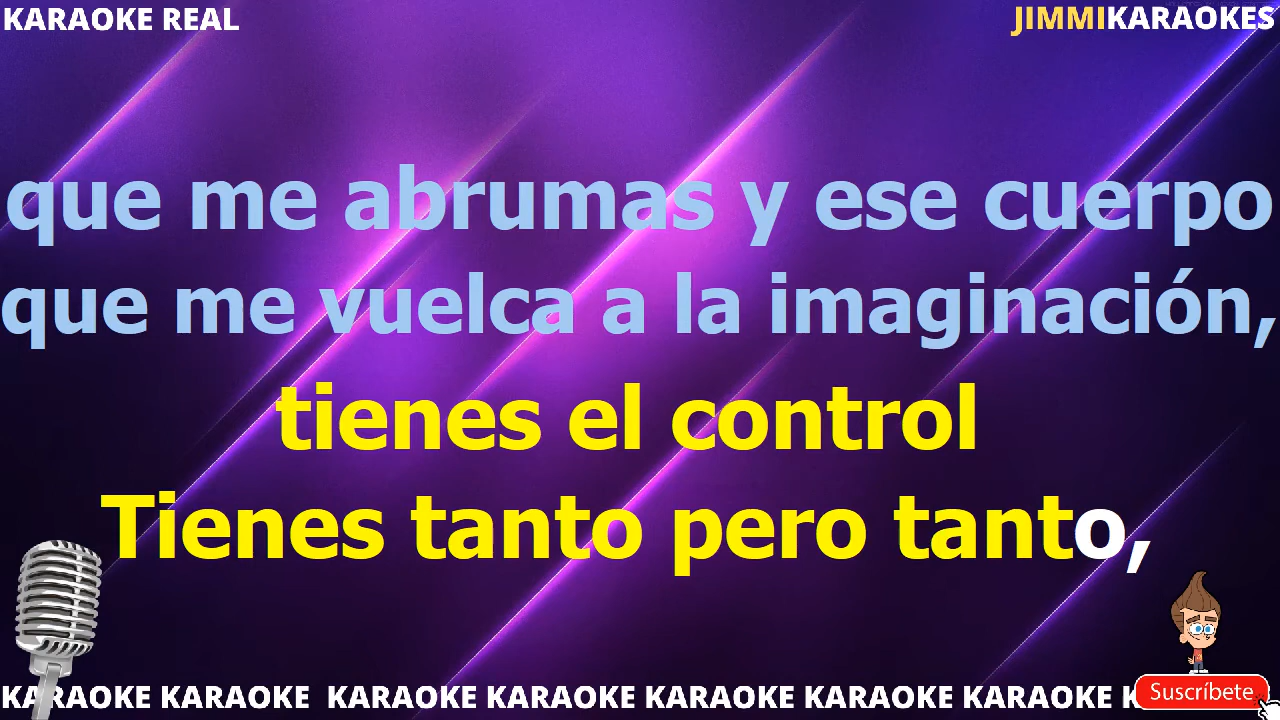 KARAOKE REAL
JIMMIKARAOKES
que me abrumas y ese cuerpo
que me vuelca a la imaginación,
tienes el control
Tienes tanto pero tanto,
KARAOKE KARAOKE KARAOKE KARAOKE KARAOKE KARAOKE KARAOKE K
Suscríbete